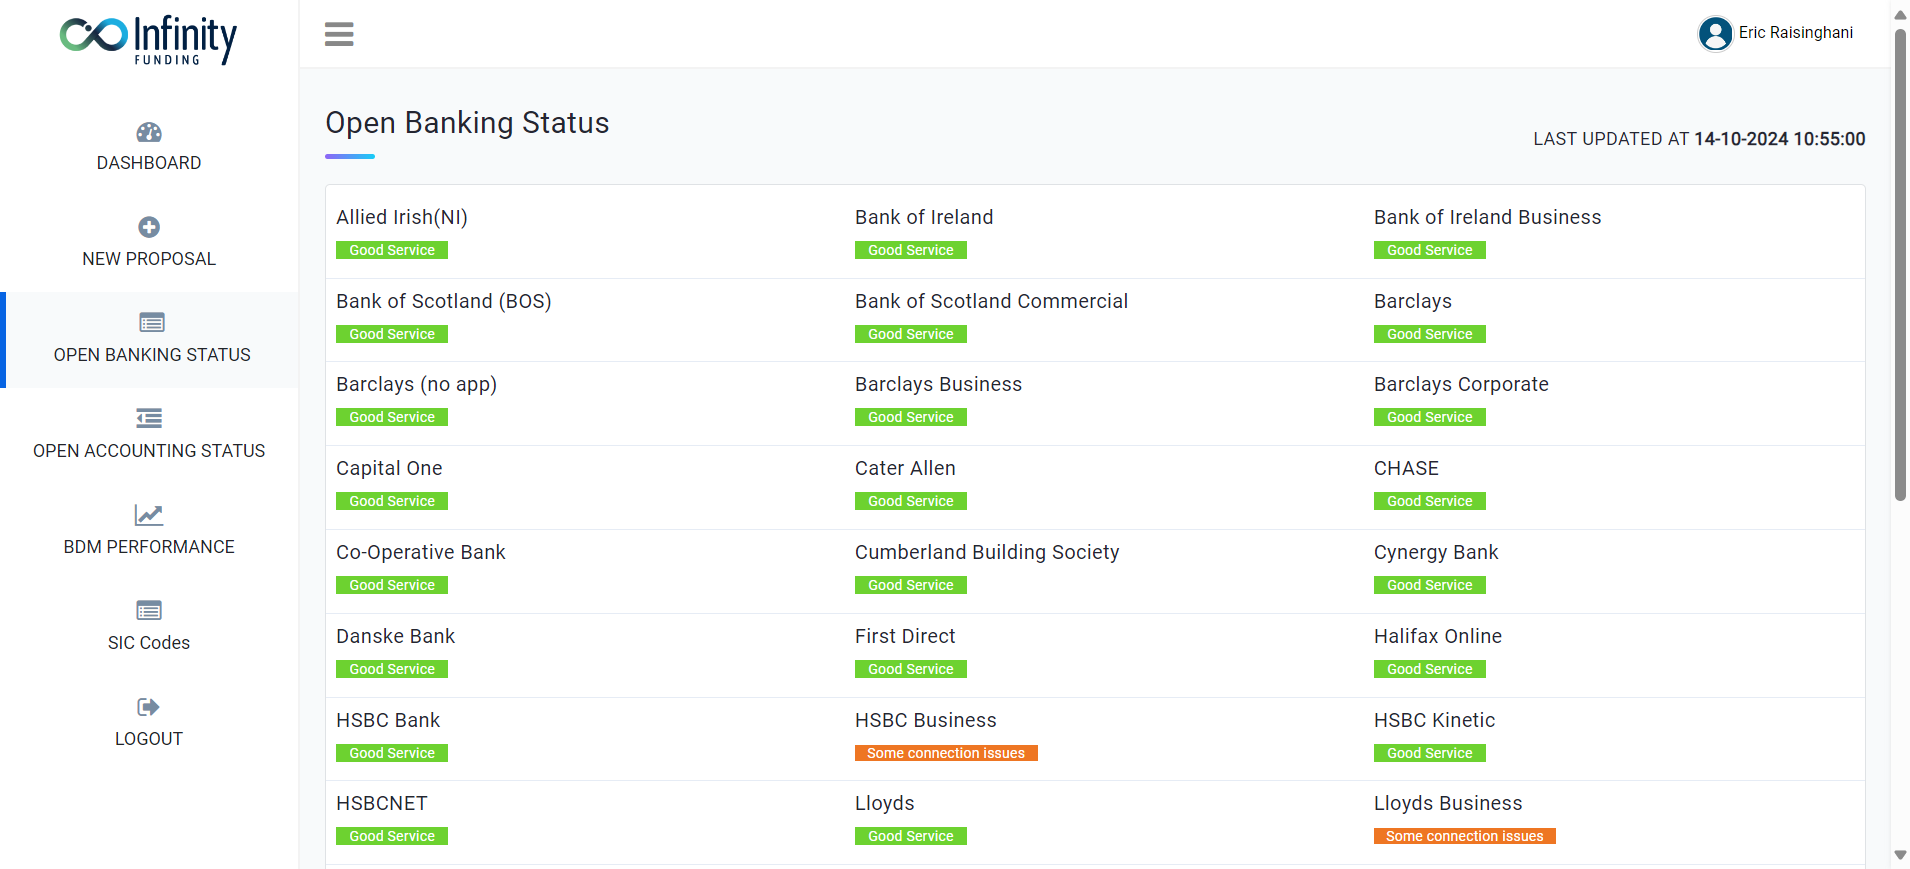 Infinity
FUNDING
Eric Raisinghani
DASHBOARD
NEW PROPOSAL
OPEN BANKING STATUS
OPEN ACCOUNTING STATUS
BDM PERFORMANCE
SIC Codes
LOGOUT
Open Banking Status
LAST UPDATED AT 14-10-2024 10:55:00
Allied Irish(NI) Bank of Ireland Bank of Ireland Business
Good Service Good Service Good Service
Bank of Scotland (BOS) Bank of Scotland Commercial Barclays
Good Service Good Service Good Service
Barclays (no app) Barclays Business Barclays Corporate
Good Service Good Service Good Service
Capital One Cater Allen CHASE
Good Service Good Service Good Service
Co-Operative Bank Cumberland Building Society Cynergy Bank
Good Service Good Service Good Service
Danske Bank First Direct Halifax Online
Good Service Good Service Good Service
HSBC Bank HSBC Business HSBC Kinetic
Good Service Some connection issues Good Service
HSBCNET Lloyds Lloyds Business
Good Service Good Service Some connection issues